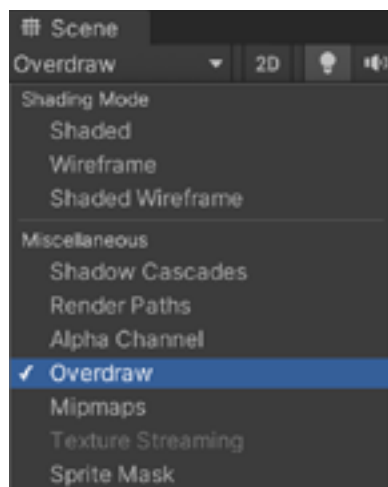 Scene
Overdraw 2D
Shading Mode
Shaded
Wireframe
Shaded Wireframe
Miscellaneous
Shadow Cascades
Render Paths
Alpha Channel
Overdraw
Mipmaps
Texture Streaming
Sprite Mask